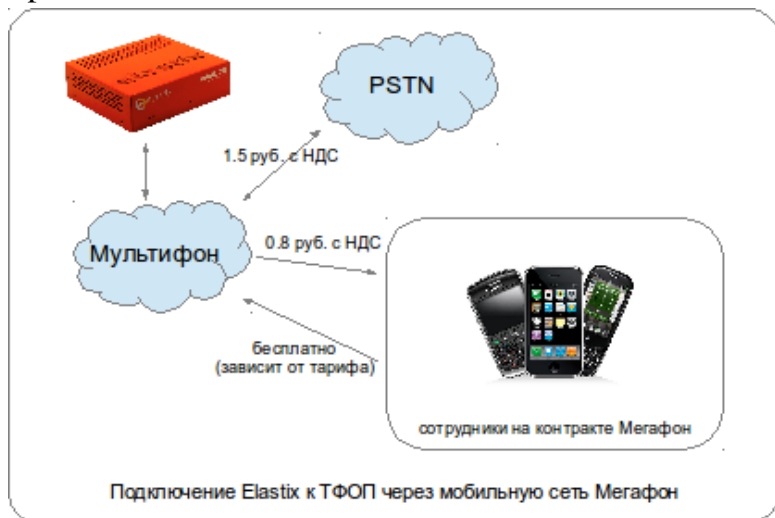 PSTN
1.5 руб. с НДС
Мультифон
0.8 руб. с НДС
бесплатно
(зависит от тарифа)
сотрудники на контракте Мегафон
Подключение Elastix к ТФОП через мобильную сеть Мегафон